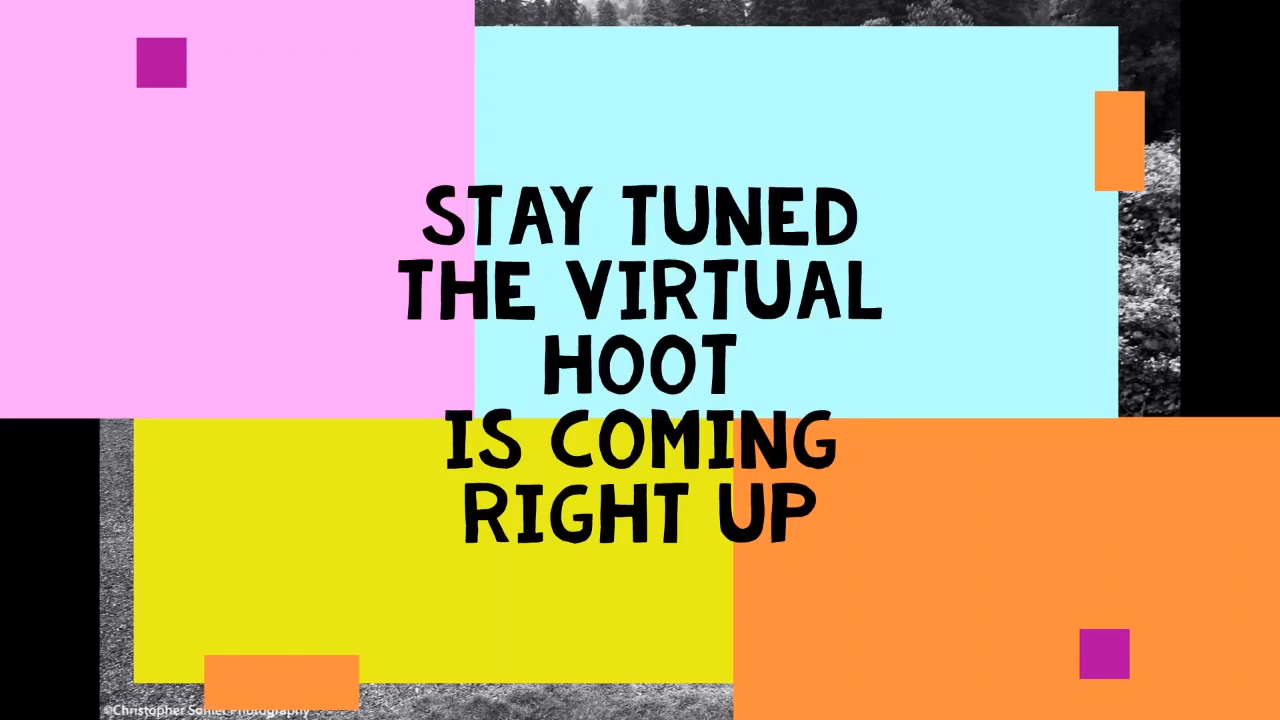 STAY TUNED
THE VIRTUAL
HOOT
IS COMING
RIGHT UP
©Christopher Photography